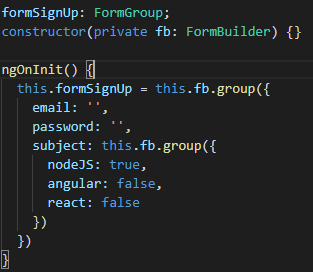 formSignUp: FormGroup;
constructor(private fb: FormBuilder) {}
ngOnInit() {
this.formSignUp = this.fb.group({
email: '',
password: '',
subject: this.fb.group({
nodeJS: true,
angular: false,
react: false
})
})
}